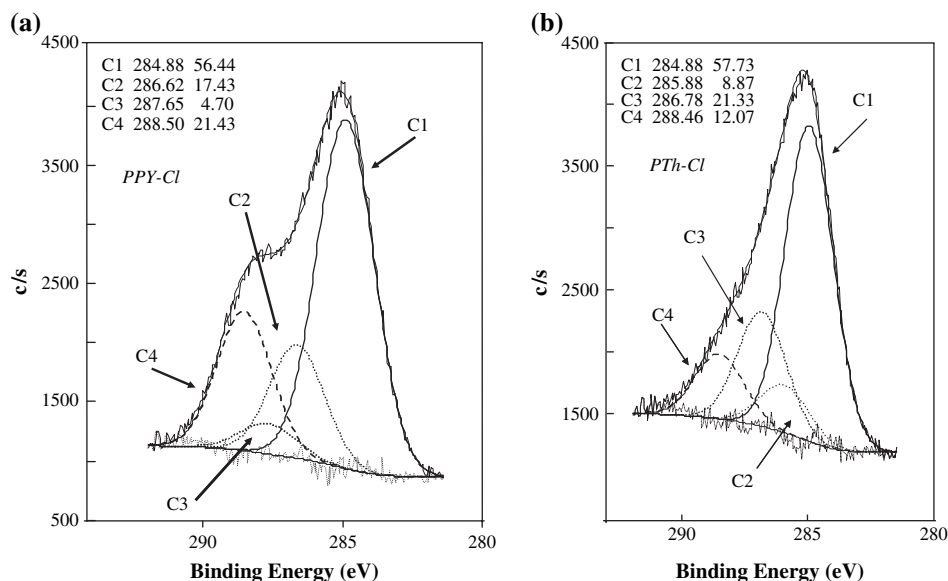 (a)
4500
C1 284.88 56.44
C2 286.62 17.43
C3 287.65 4.70
C4 288.50 21.43
PPY-Cl
C1
C2
C3
C4
c/s
3500
2500
1500
500
290
285
280
Binding Energy (eV)
(b)
4500
C1 284.88 57.73
C2 285.88 8.87
C3 286.78 21.33
C4 288.46 12.07
PTh-Cl
C1
C3
C4
C2
c/s
3500
2500
1500
290
285
280
Binding Energy (eV)